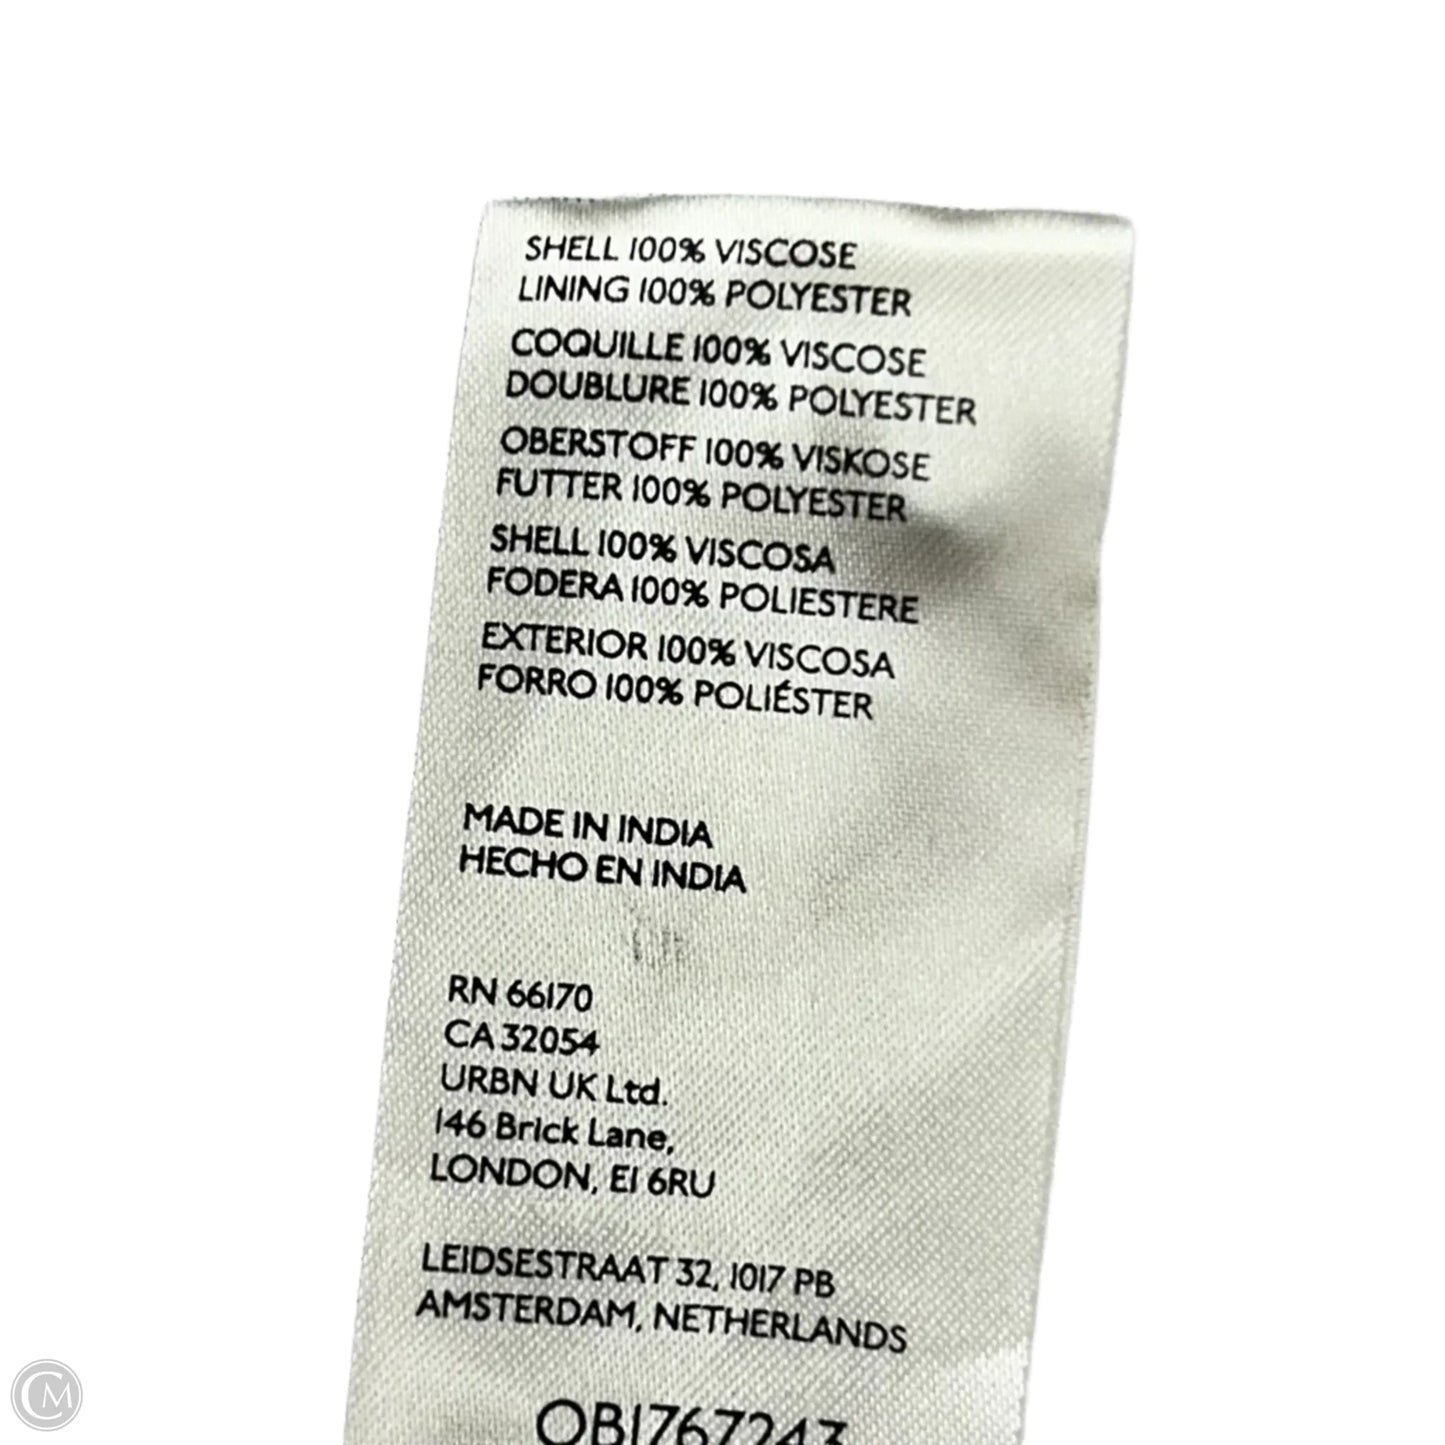 SHELL 100% VISCOSE
LINING 100% POLYESTER
COQUILLE 100% VISCOSE
DOUBLURE 100% POLYESTER
OBERSTOFF 100% VISKOSE
FUTTER 100% POLYESTER
SHELL 100% VISCOSA
FODERA 100% POLIESTERE
EXTERIOR 100% VISCOSA
FORRO 100% POLIÉSTER
MADE IN INDIA
HECHO EN INDIA
RN 66170
CA 32054
URBN UK Ltd.
146 Brick Lane,
LONDON, E1 6RU
LEIDSESTRAAT 32, 1017 PB
AMSTERDAM, NETHERLANDS
OB1767243
CM